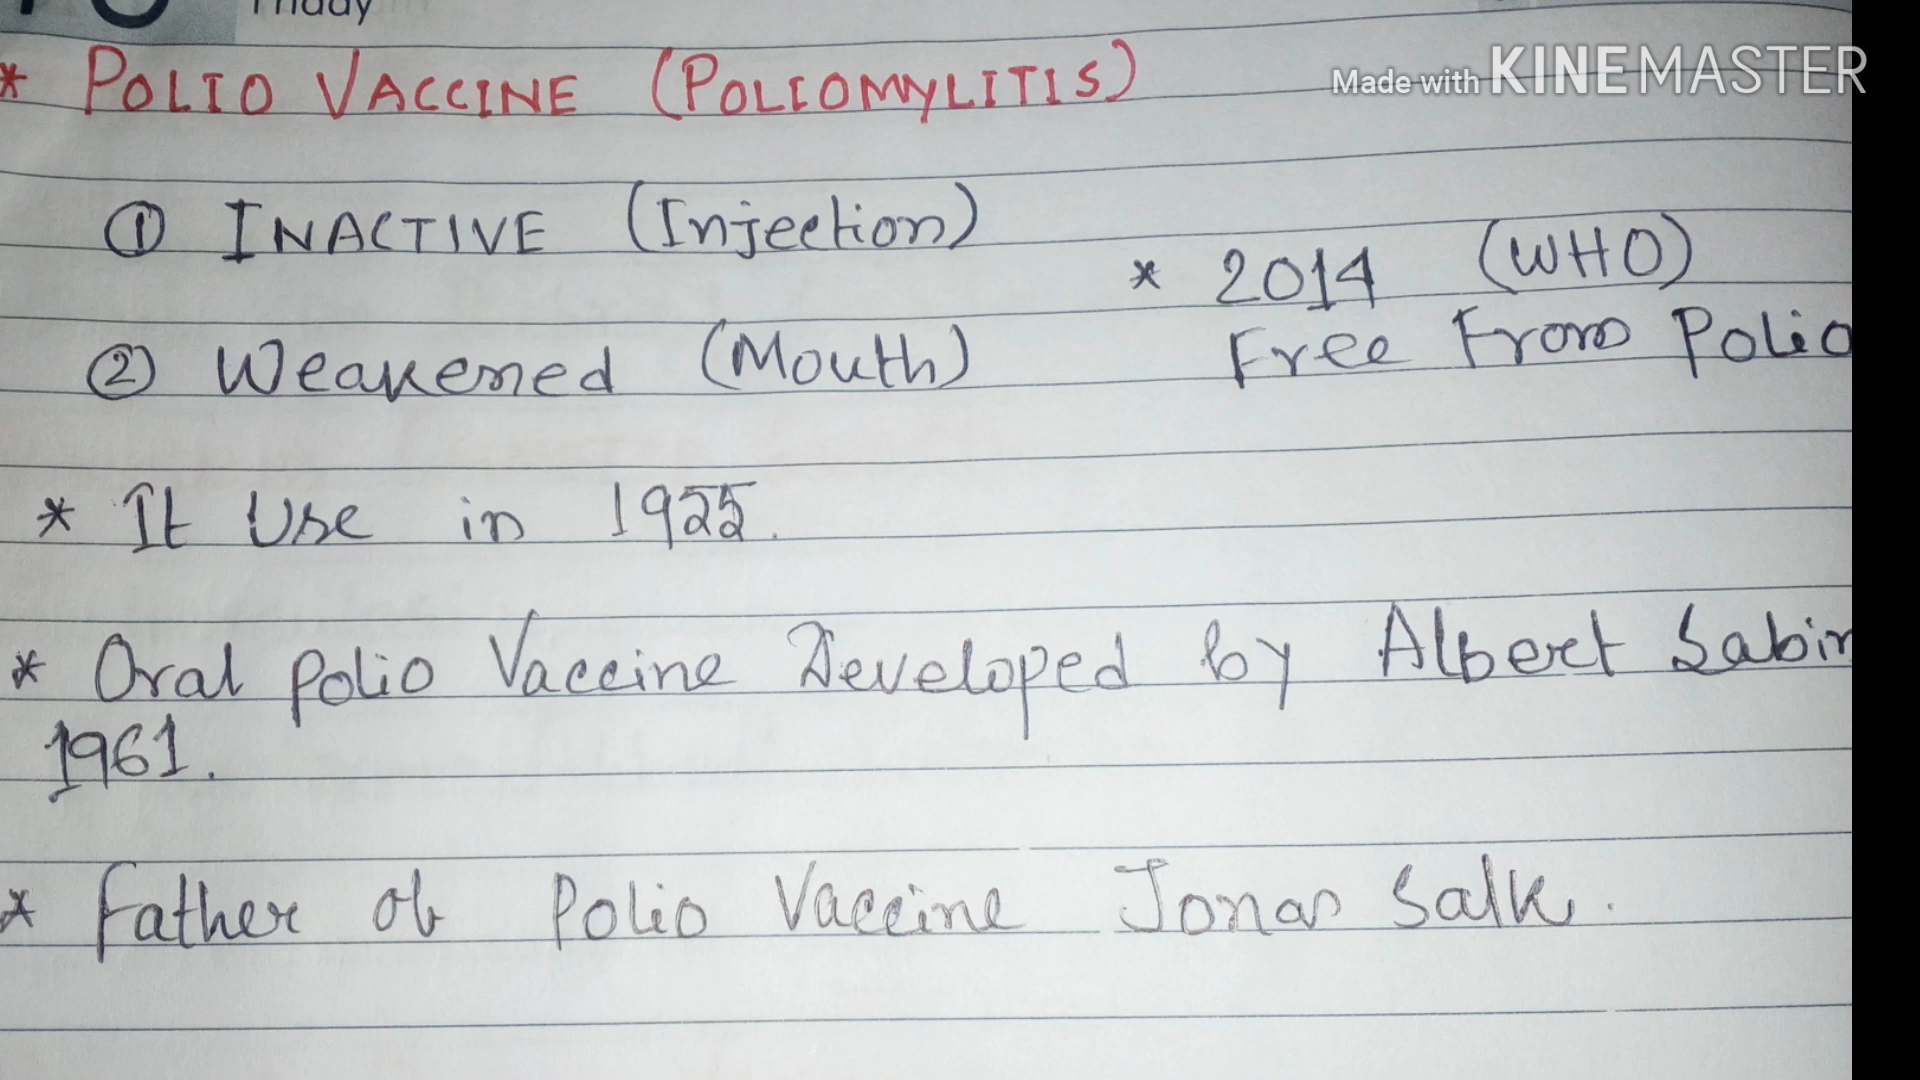 Friday
* POLIO VACCINE (POLIOMYLITIS)
Made with KINEMASTER
① INACTIVE (Injection)
* 2014 (WHO)
Free From Polio
② Weakened (Mouth)
* It Use in 1955.
* Oral Polio Vaccine Developed by Albert Sabin
1961.
* Father of Polio Vaccine Jonas Salk.